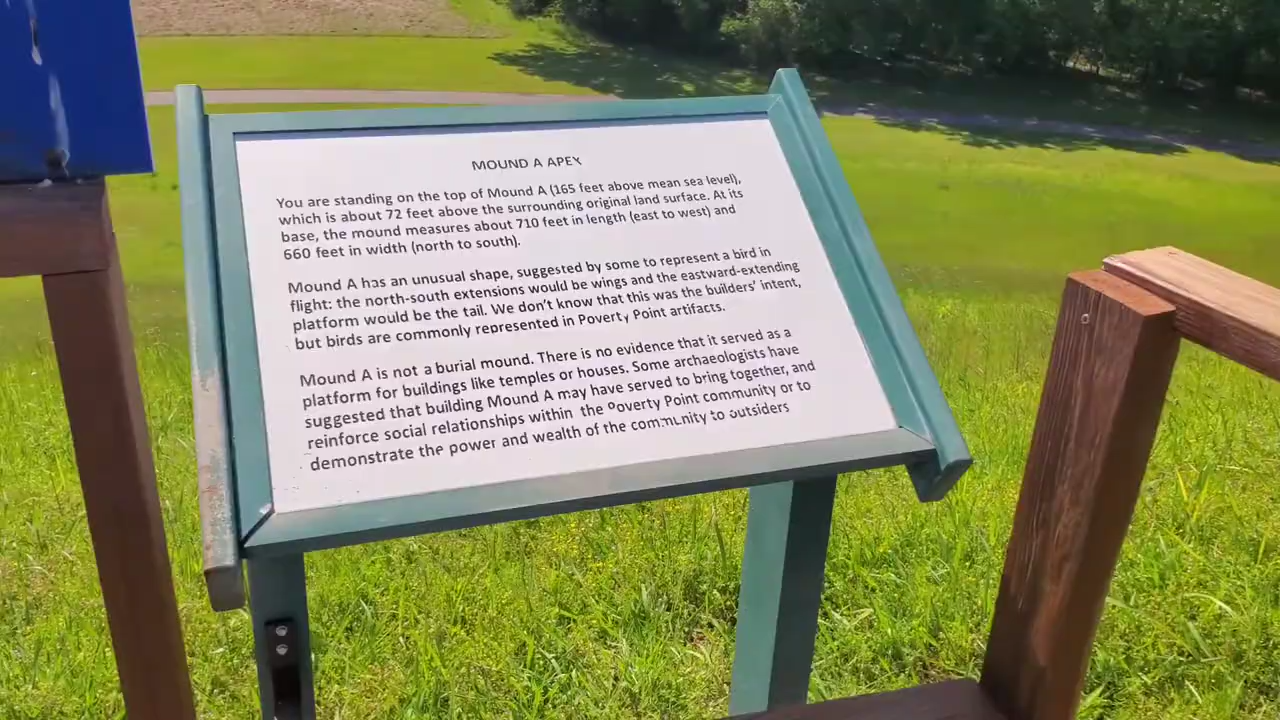 MOUND A APEX
You are standing on the top of Mound A (165 feet above mean sea level),
which is about 72 feet above the surrounding original land surface. At its
base, the mound measures about 710 feet in length (east to west) and
660 feet in width (north to south).
Mound A has an unusual shape, suggested by some to represent a bird in
flight: the north-south extensions would be wings and the eastward-extending
platform would be the tail. We don't know that this was the builders' intent,
but birds are commonly represented in Poverty Point artifacts.
Mound A is not a burial mound. There is no evidence that it served as a
platform for buildings like temples or houses. Some archaeologists have
suggested that building Mound A may have served to bring together, and
reinforce social relationships within the Poverty Point community or to
demonstrate the power and wealth of the community to outsiders